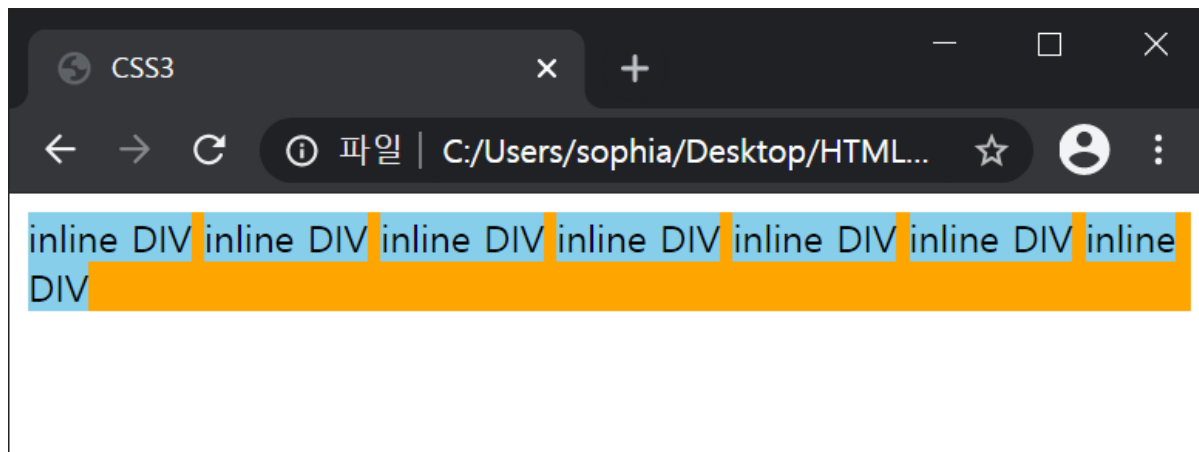 CSS3
파일 | C:/Users/sophia/Desktop/HTML...
inline DIV inline DIV inline DIV inline DIV inline DIV inline DIV inline
DIV